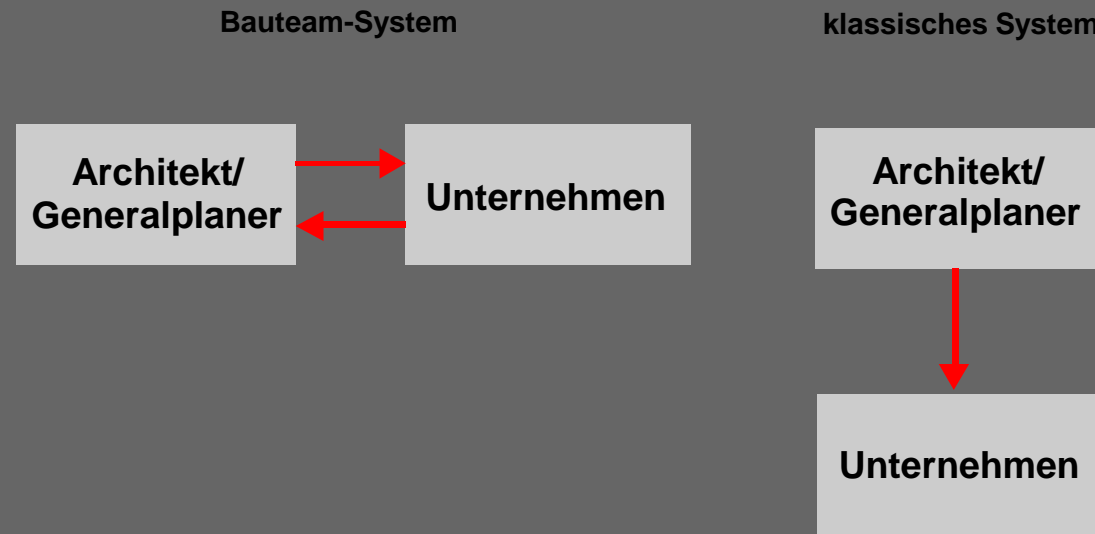 Bauteam-System
klassisches System
Architekt/
Generalplaner
Unternehmen
Architekt/
Generalplaner
Unternehmen